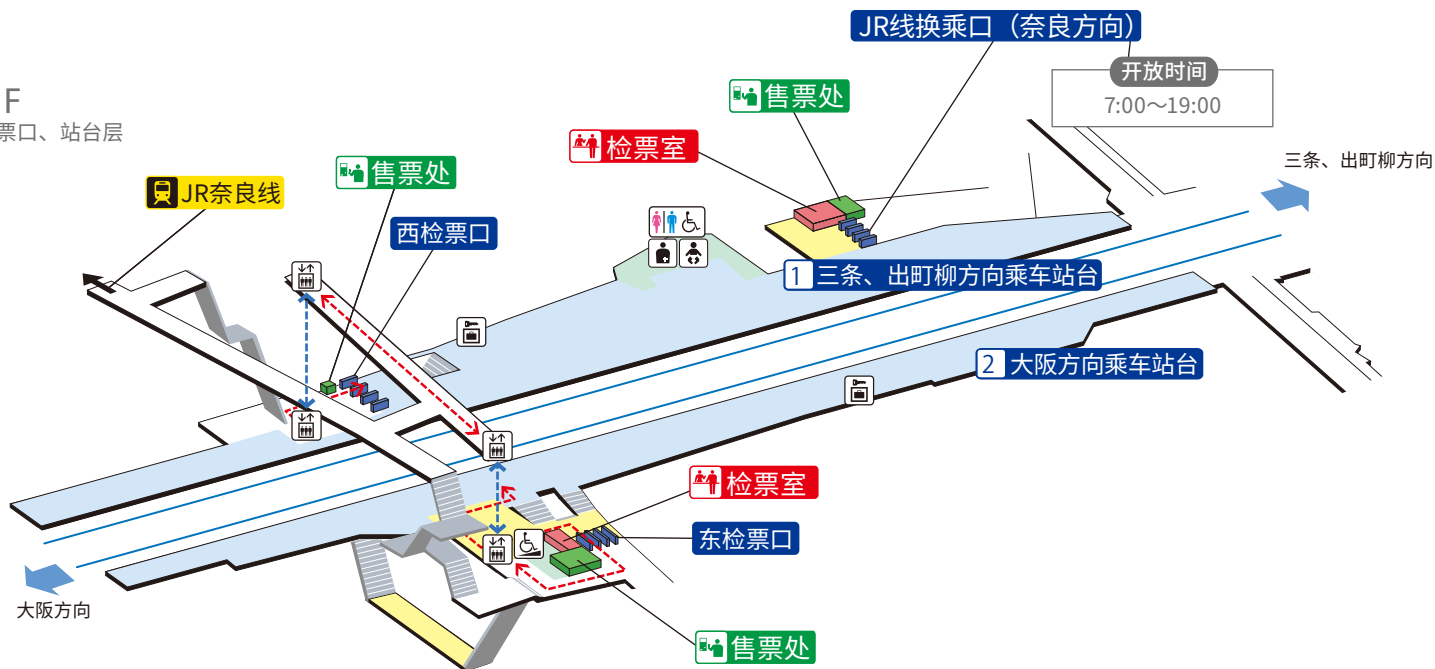 JR线换乘口（奈良方向）
开放时间
7:00～19:00
F
票口、站台层
售票处
检票室
三条、出町柳方向
售票处
JR奈良线
西检票口
1 三条、出町柳方向乘车站台
2 大阪方向乘车站台
检票室
东检票口
大阪方向
售票处